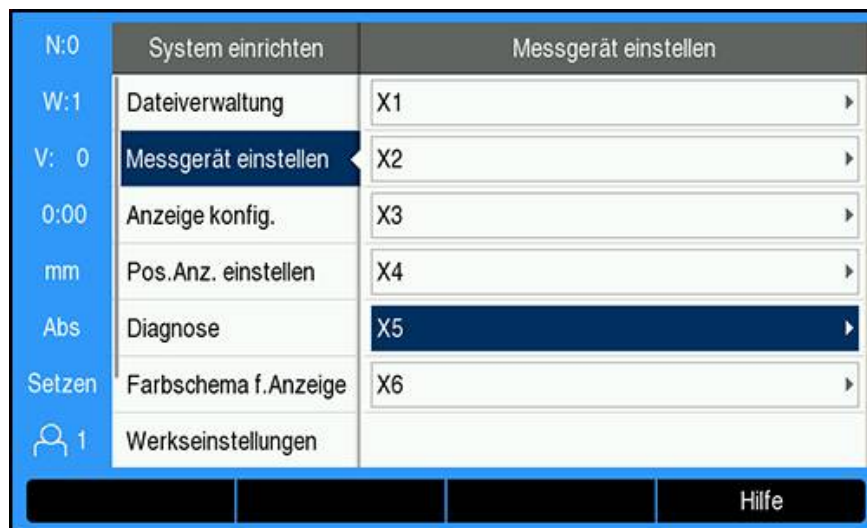 N:0
System einrichten
Messgerät einstellen
W:1
Dateiverwaltung
X1
V: 0
Messgerät einstellen
X2
0:00
Anzeige konfig.
X3
mm
Pos.Anz. einstellen
X4
Abs
Diagnose
X5
Setzen
Farbschema f.Anzeige
X6
1
Werkseinstellungen
Hilfe